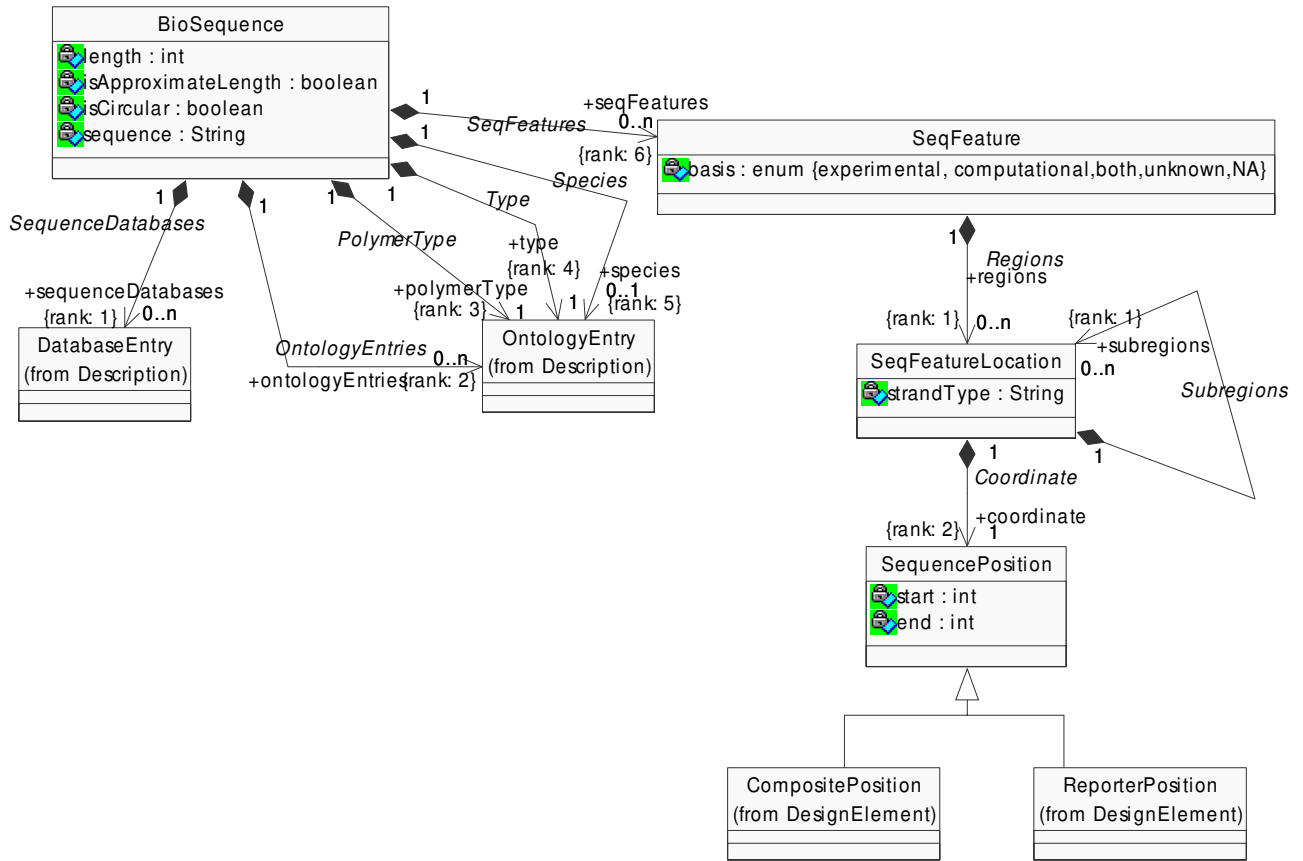 BioSequence
length : int
isApproximateLength : boolean
isCircular : boolean
sequence : String
1
+seqFeatures
SeqFeatures
0..n
{rank: 6}
SeqFeature
basis : enum {experimental, computational,both,unknown,NA}
1
Species
1
Type
1
PolymerType
1
1
SequenceDatabases
1
+type
{rank: 4}
+species
0..1
{rank: 5}
1
+polymerType
{rank: 3}
1
+sequenceDatabases
{rank: 1}
0..n
DatabaseEntry
(from Description)
OntologyEntries
0..n
+ontologyEntries
{rank: 2}
OntologyEntry
(from Description)
1
Regions
+regions
{rank: 1}
0..n
{rank: 1}
+subregions
0..n
Subregions
1
SeqFeatureLocation
strandType : String
1
Coordinate
+coordinate
{rank: 2}
1
SequencePosition
start : int
end : int
CompositePosition
(from DesignElement)
ReporterPosition
(from DesignElement)